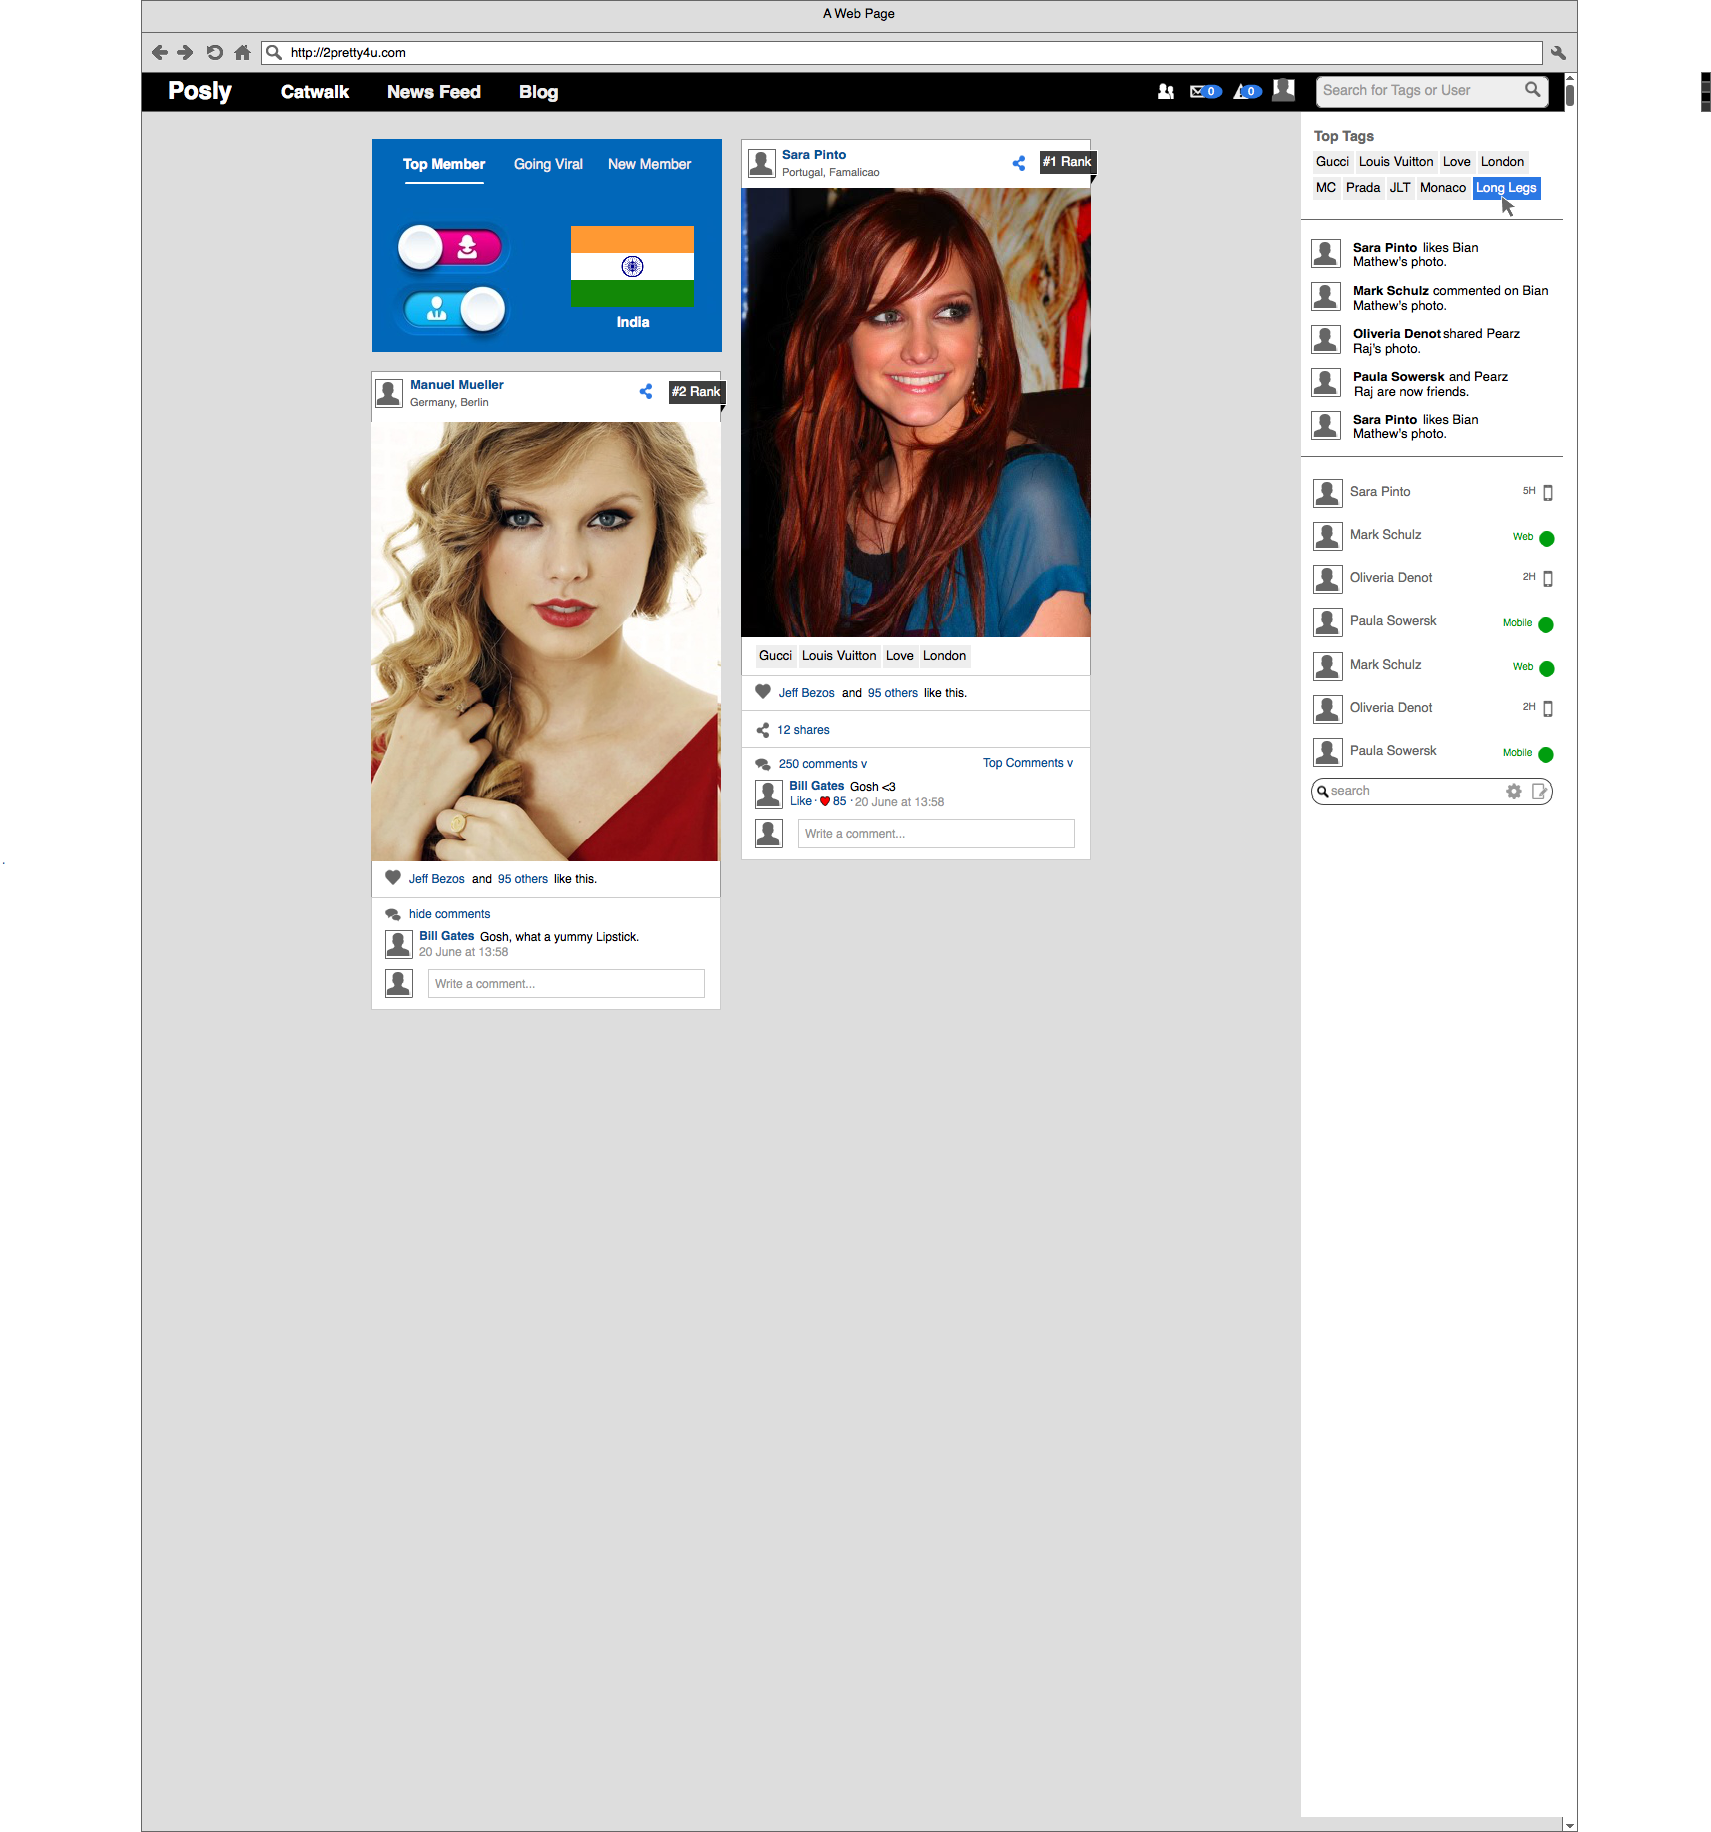 A Web Page
http://2pretty4u.com
Posly Catwalk News Feed Blog 0 0 Search for Tags or User
Top Member Going Viral New Member
India
Manuel Mueller
Germany, Berlin
#2 Rank
Jeff Bezos and 95 others like this.
hide comments
Bill Gates Gosh, what a yummy Lipstick.
20 June at 13:58
Write a comment...
Sara Pinto
Portugal, Famalicao
#1 Rank
Gucci Louis Vuitton Love London
Jeff Bezos and 95 others like this.
12 shares
250 comments v Top Comments v
Bill Gates Gosh <3
Like · 85 · 20 June at 13:58
Write a comment...
Top Tags
Gucci Louis Vuitton Love London
MC Prada JLT Monaco Long Legs
Sara Pinto likes Bian
Mathew's photo.
Mark Schulz commented on Bian
Mathew's photo.
Oliveria Denot shared Pearz
Raj's photo.
Paula Sowersk and Pearz
Raj are now friends.
Sara Pinto likes Bian
Mathew's photo.
Sara Pinto 5H
Mark Schulz Web
Oliveria Denot 2H
Paula Sowersk Mobile
Mark Schulz Web
Oliveria Denot 2H
Paula Sowersk Mobile
search